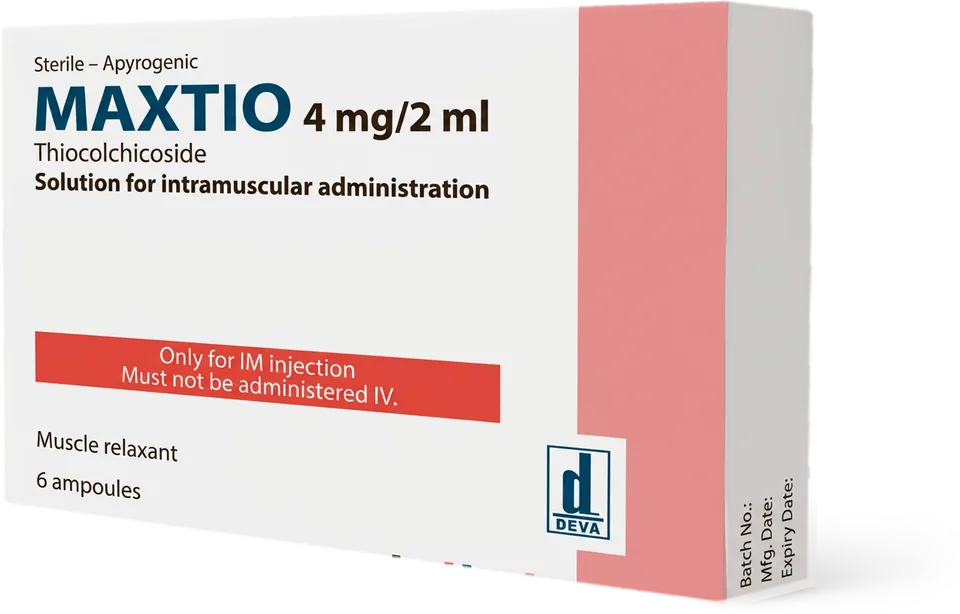 Sterile – Apyrogenic
MAXTIO 4 mg/2 ml
Thiocolchicoside
Solution for intramuscular administration
Only for IM injection
Must not be administered IV.
Muscle relaxant
6 ampoules
d
DEVA
Batch No.:
Mfg. Date:
Expiry Date: